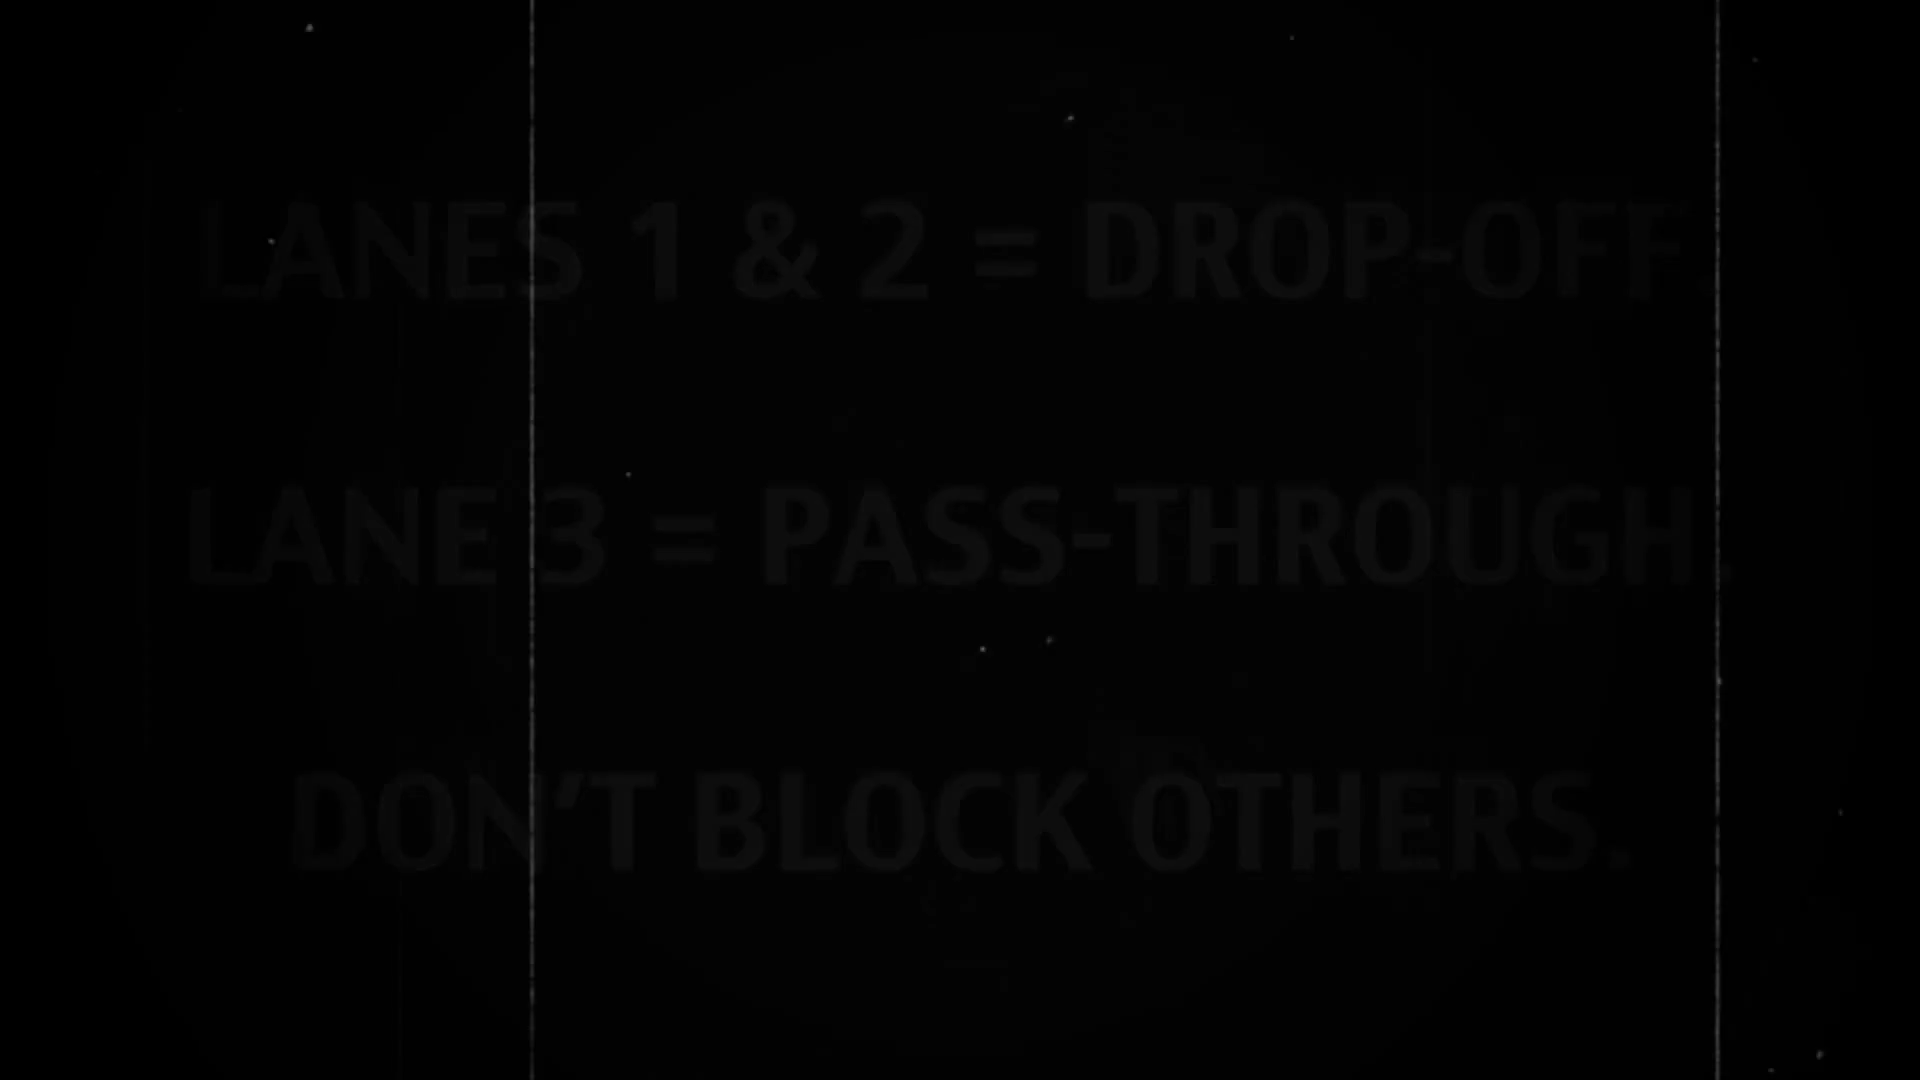 LANES 1 & 2 = DROP-OFF.
LANE 3 = PASS-THROUGH.
DON’T BLOCK OTHERS.